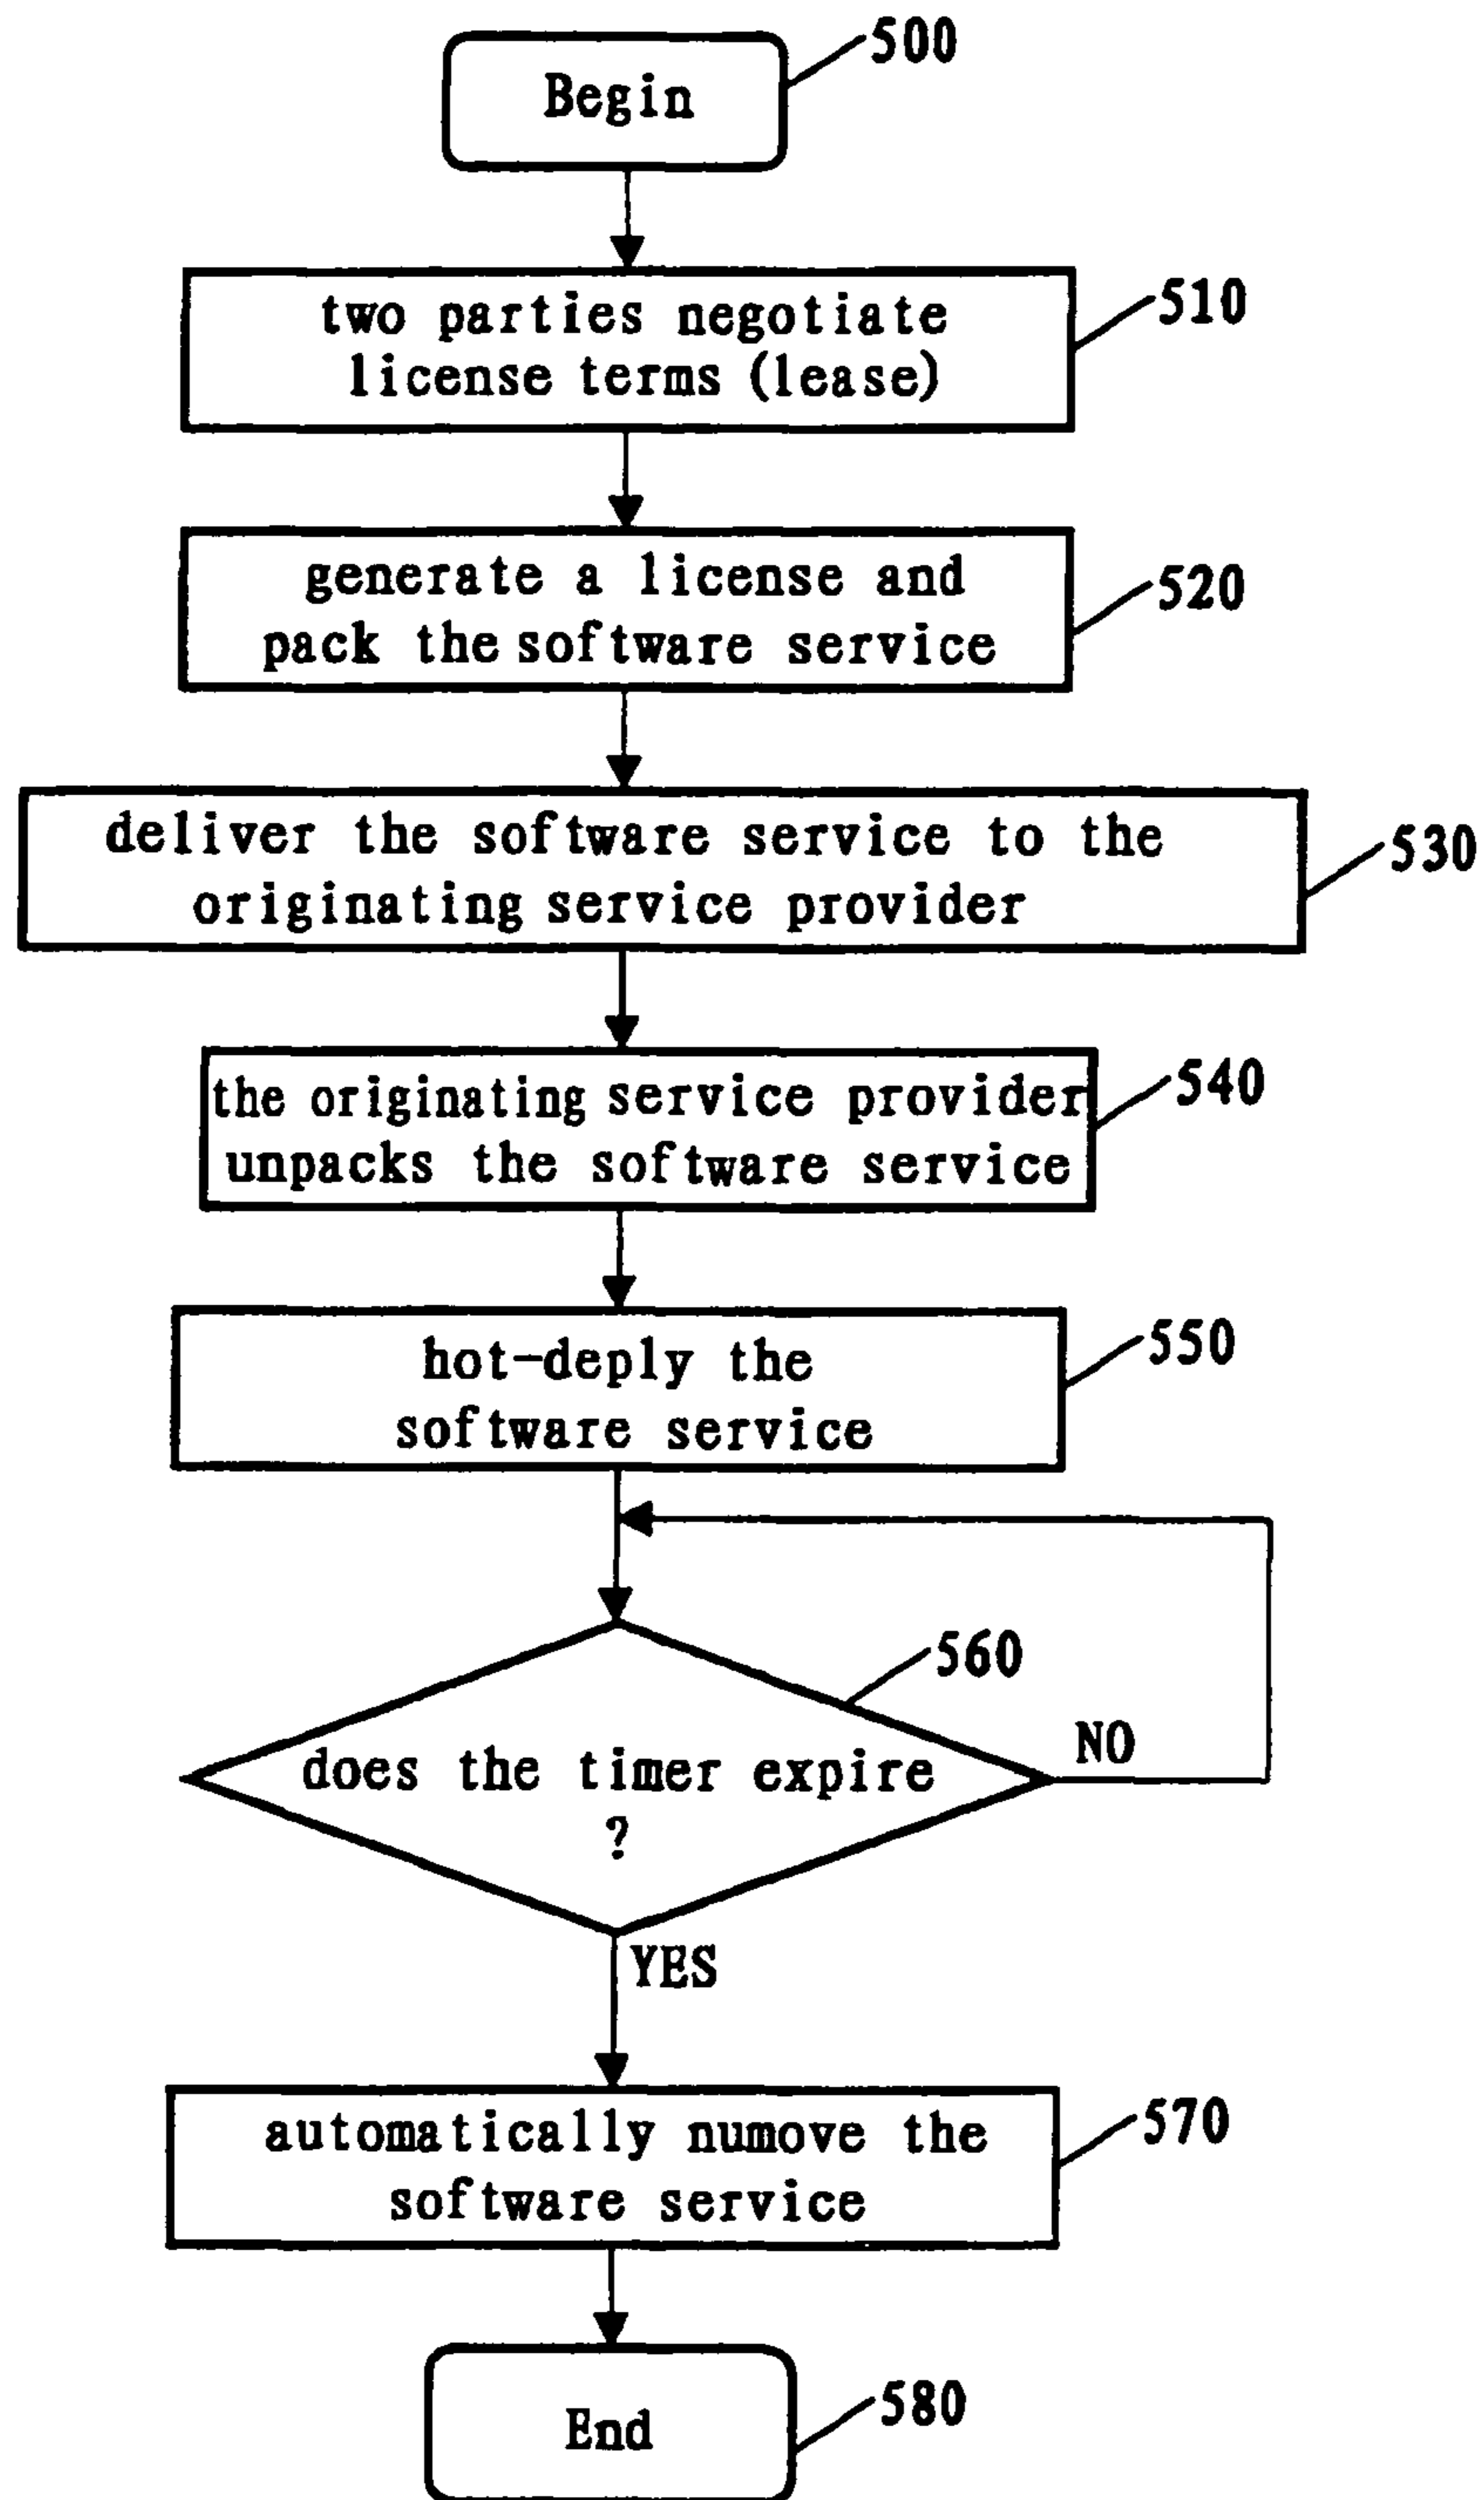 Begin
500
two parties negotiate
license terms (lease)
510
generate a license and
pack the software service
520
deliver the software service to the
originating service provider
530
the originating service provider
unpacks the software service
540
hot-deply the
software service
550
560
does the timer expire
?
NO
YES
automatically numove the
software service
570
End
580